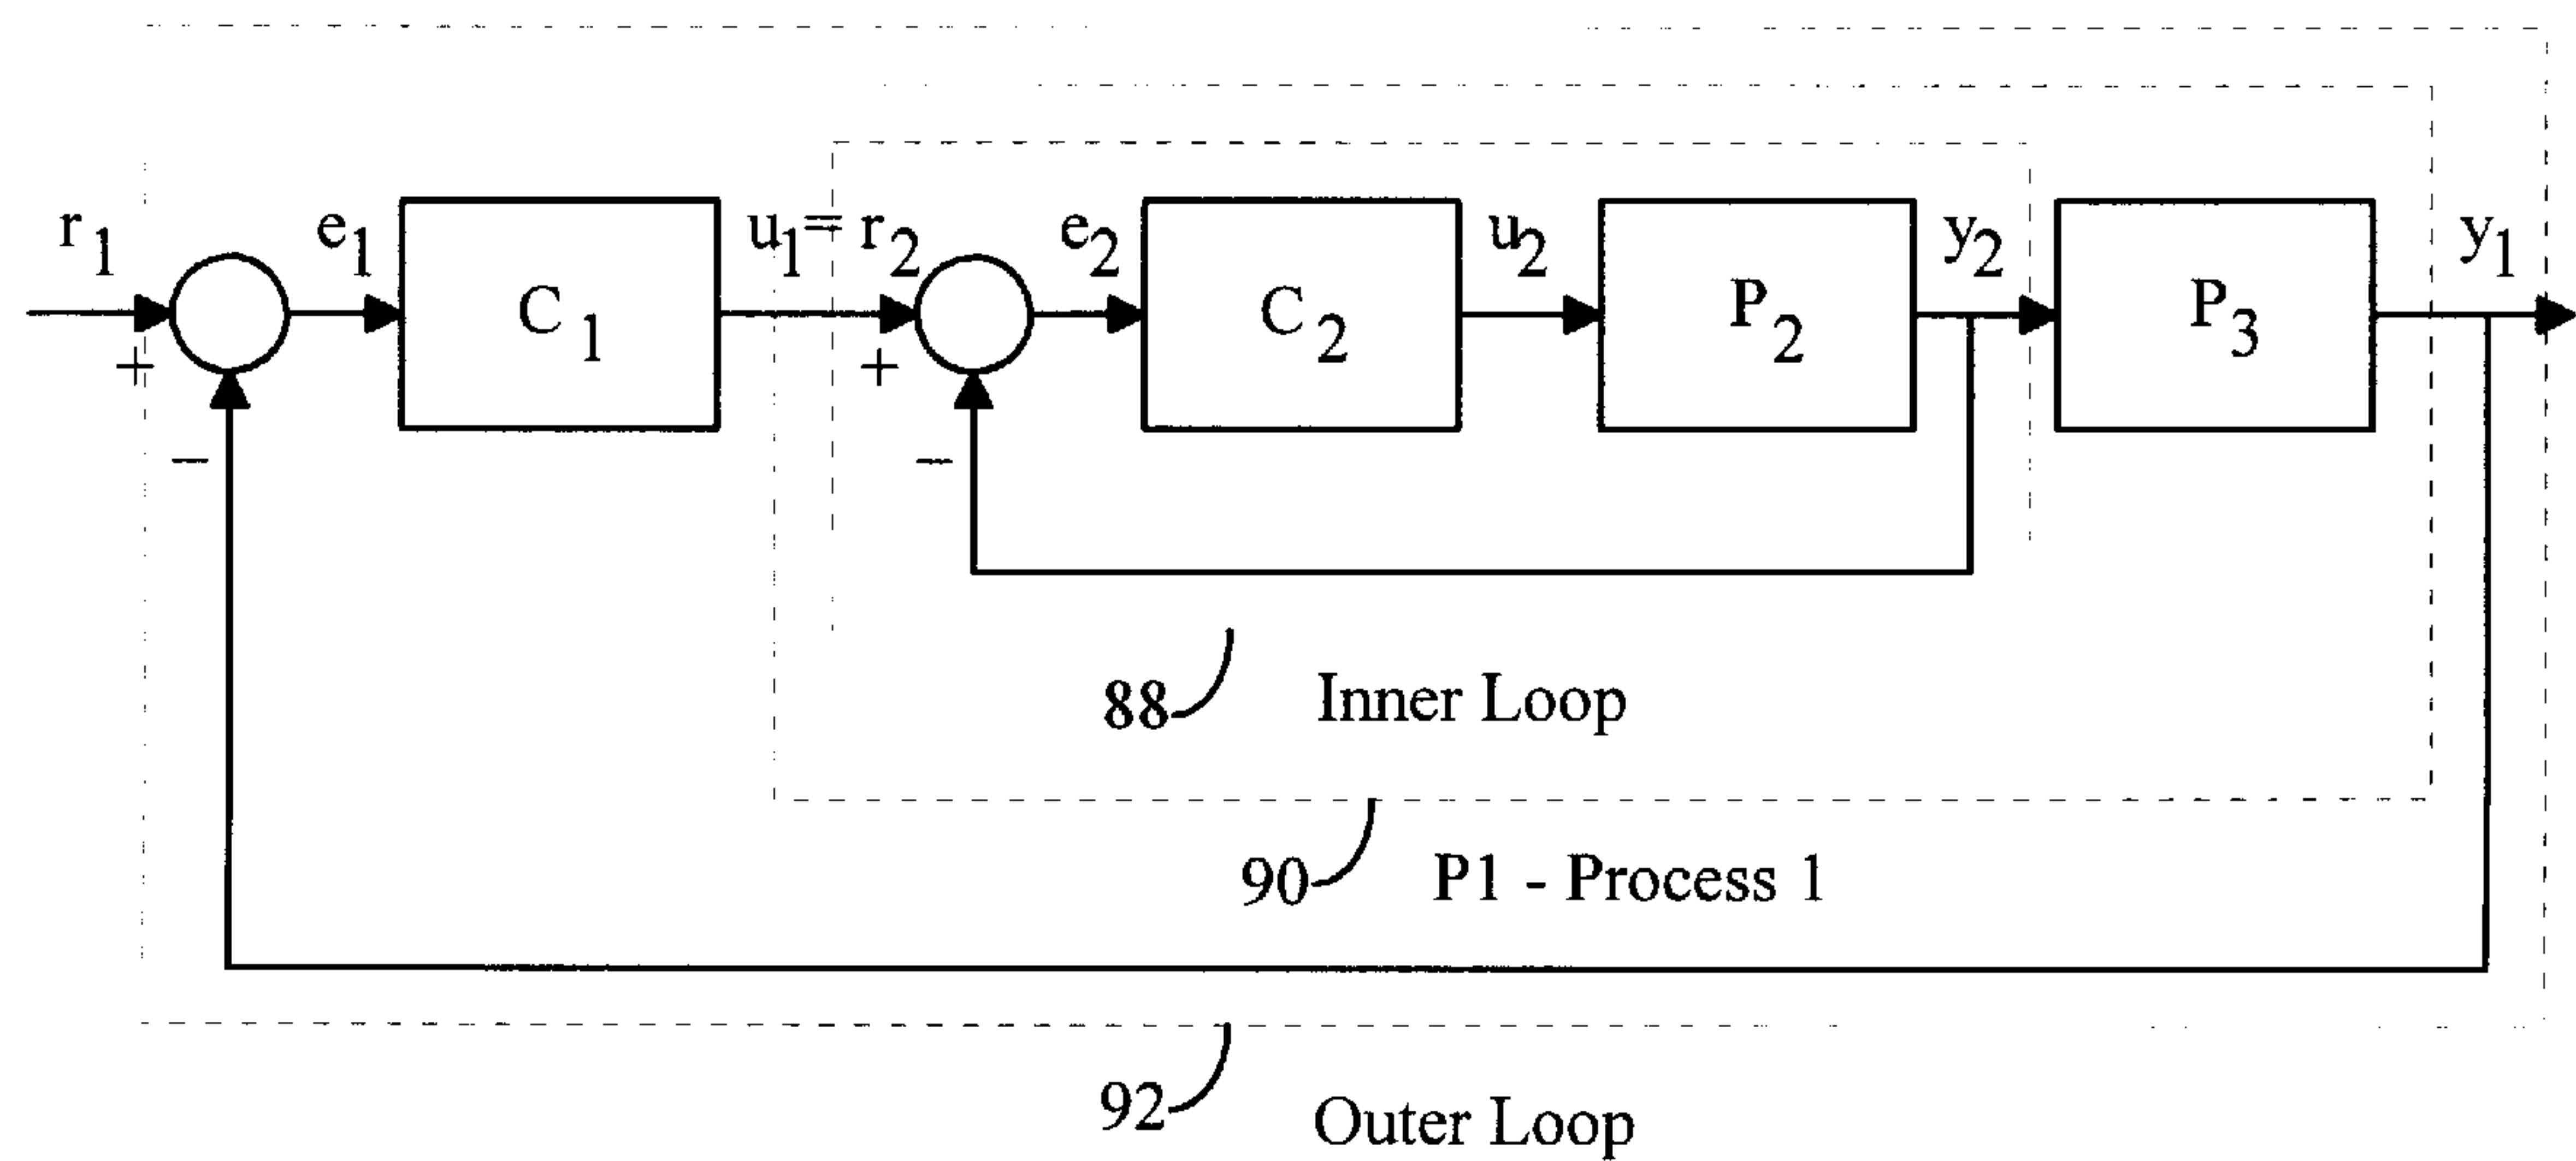 r1 e1 u1= r2 e2 u2 y2 y1
C1 C2 P2 P3
+ +
− −
88 Inner Loop
90 P1 - Process 1
92 Outer Loop